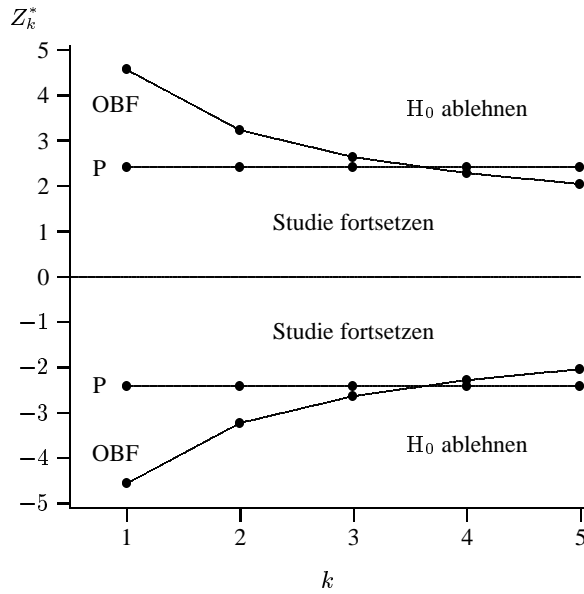 Z*k
5
OBF
4
H0 ablehnen
3
P
2
Studie fortsetzen
1
0
−1
Studie fortsetzen
−2
P
−3
OBF
H0 ablehnen
−4
−5
1 2 3 4 5
k